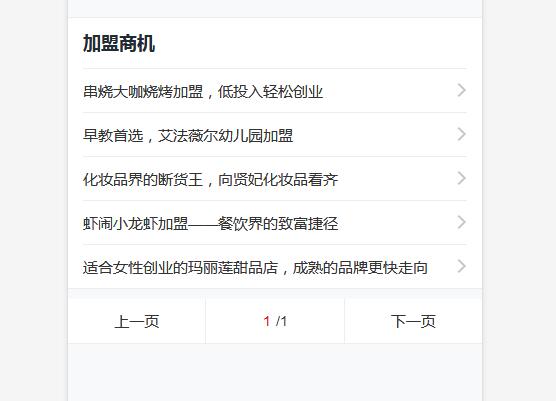 加盟商机
串烧大咖烧烤加盟，低投入轻松创业
早教首选，艾法薇尔幼儿园加盟
化妆品界的断货王，向贤妃化妆品看齐
虾闹小龙虾加盟——餐饮界的致富捷径
适合女性创业的玛丽莲甜品店，成熟的品牌更快走向
上一页 1 /1 下一页